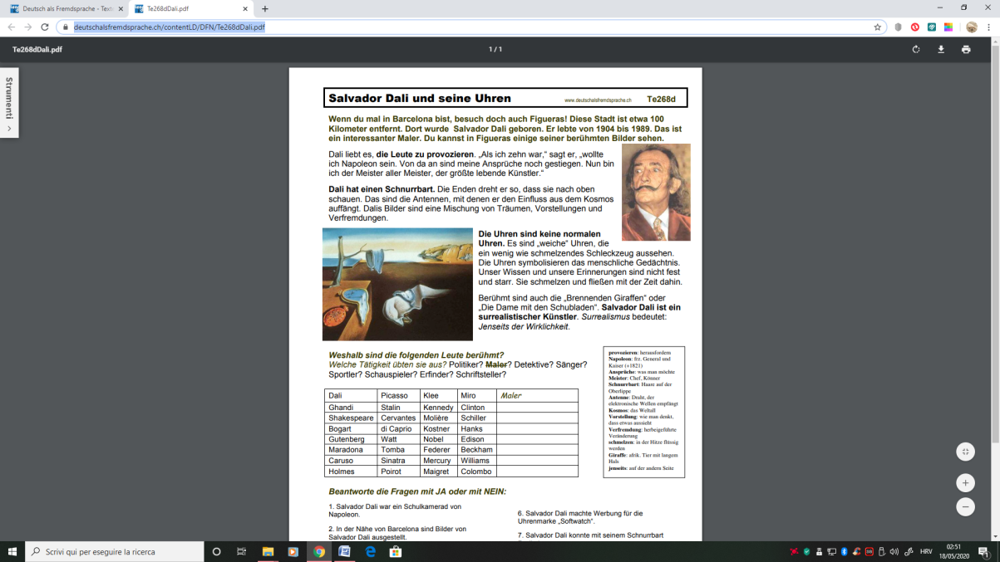 Deutsch als Fremdsprache - Text
Te268dDali.pdf
deutschalsfremdsprache.ch/contentLD/DFN/Te268dDali.pdf
Te268dDali.pdf
1 / 1
Strumenti
Salvador Dali und seine Uhren
www.deutschalsfremdsprache.ch
Te268d
Wenn du mal in Barcelona bist, besuch doch auch Figueras! Diese Stadt ist etwa 100
Kilometer entfernt. Dort wurde Salvador Dali geboren. Er lebte von 1904 bis 1989. Das ist
ein interessanter Maler. Du kannst in Figueras einige seiner berühmten Bilder sehen.
Dali liebt es, die Leute zu provozieren. „Als ich zehn war,“ sagt er, „wollte
ich Napoleon sein. Von da an sind meine Ansprüche noch gestiegen. Nun bin
ich der Meister aller Meister, der größte lebende Künstler.“
Dali hat einen Schnurrbart. Die Enden dreht er so, dass sie nach oben
schauen. Das sind die Antennen, mit denen er den Einfluss aus dem Kosmos
auffängt. Dalis Bilder sind eine Mischung von Träumen, Vorstellungen und
Verfremdungen.
Die Uhren sind keine normalen
Uhren. Es sind „weiche“ Uhren, die
ein wenig wie schmelzendes Schleckzeug aussehen.
Die Uhren symbolisieren das menschliche Gedächtnis.
Unser Wissen und unsere Erinnerungen sind nicht fest
und starr. Sie schmelzen und fließen mit der Zeit dahin.
Berühmt sind auch die „Brennenden Giraffen“ oder
„Die Dame mit den Schubladen“. Salvador Dali ist ein
surrealistischer Künstler. Surrealismus bedeutet:
Jenseits der Wirklichkeit.
Weshalb sind die folgenden Leute berühmt?
Welche Tätigkeit übten sie aus? Politiker? Maler? Detektive? Sänger?
Sportler? Schauspieler? Erfinder? Schriftsteller?
Dali Picasso Klee Miro Maler
Ghandi Stalin Kennedy Clinton
Shakespeare Cervantes Molière Schiller
Bogart di Caprio Kostner Hanks
Gutenberg Watt Nobel Edison
Maradona Tomba Federer Beckham
Caruso Sinatra Mercury Williams
Holmes Poirot Maigret Colombo
provozieren: herausfordern
Napoleon: frz. General und
Kaiser (+1821)
Ansprüche: was man möchte
Meister: Chef, Könner
Schnurrbart: Haare auf der
Oberlippe
Antenne: Draht, der
elektronische Wellen empfängt
Kosmos: das Weltall
Vorstellung: wie man denkt,
dass etwas aussieht
Verfremdung: herbeigeführte
Veränderung
schmelzen: in der Hitze flüssig
werden
Giraffe: afrik. Tier mit langem
Hals
jenseits: auf der andern Seite
Beantworte die Fragen mit JA oder mit NEIN:
1. Salvador Dali war ein Schulkamerad von
Napoleon.
2. In der Nähe von Barcelona sind Bilder von
Salvador Dali ausgestellt.
6. Salvador Dali machte Werbung für die
Uhrenmarke „Softwatch“.
7. Salvador Dali konnte mit seinem Schnurrbart
Scrivi qui per eseguire la ricerca
HRV
02:51
18/05/2020